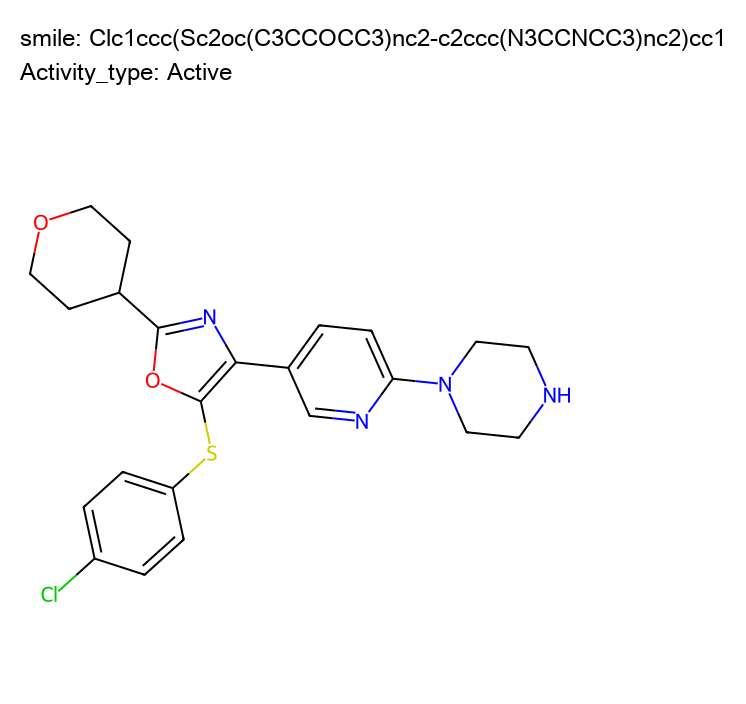 smile: Clc1ccc(Sc2oc(C3CCOCC3)nc2-c2ccc(N3CCNCC3)nc2)cc1
Activity_type: Active
O
N
O
N
NH
N
S
Cl